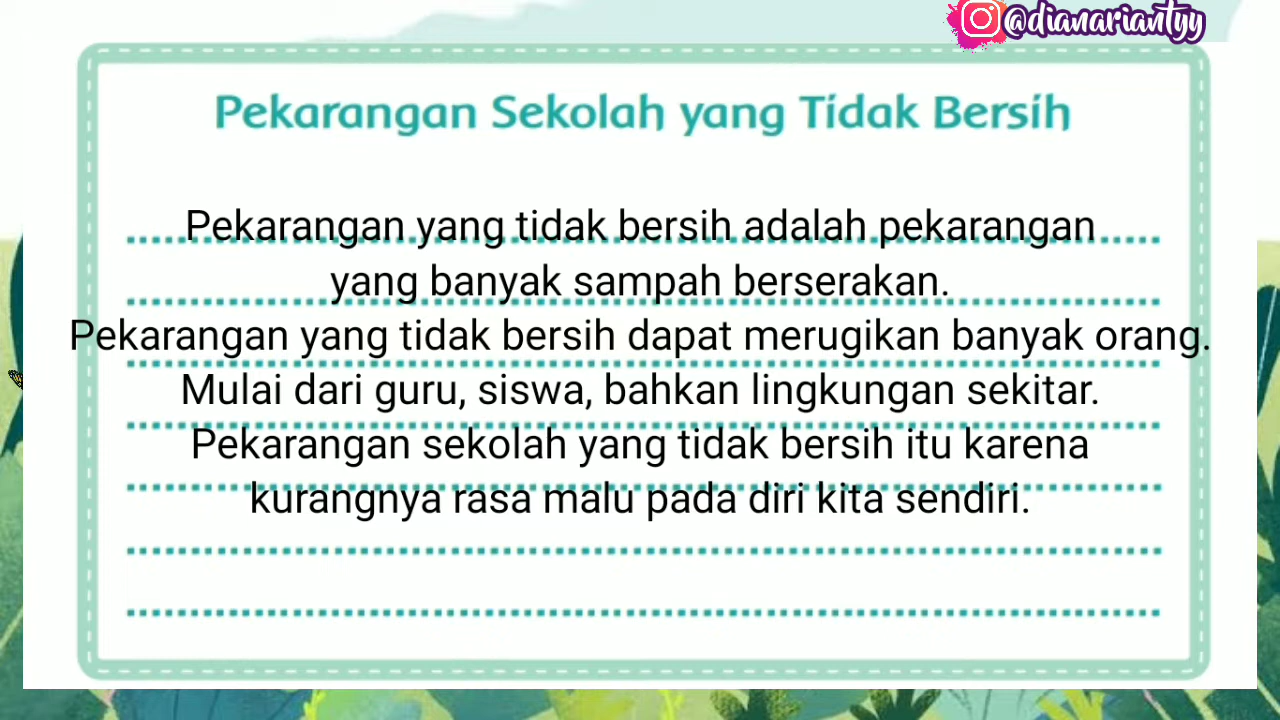 @dianariantyy
Pekarangan Sekolah yang Tidak Bersih
Pekarangan yang tidak bersih adalah pekarangan
yang banyak sampah berserakan.
Pekarangan yang tidak bersih dapat merugikan banyak orang.
Mulai dari guru, siswa, bahkan lingkungan sekitar.
Pekarangan sekolah yang tidak bersih itu karena
kurangnya rasa malu pada diri kita sendiri.